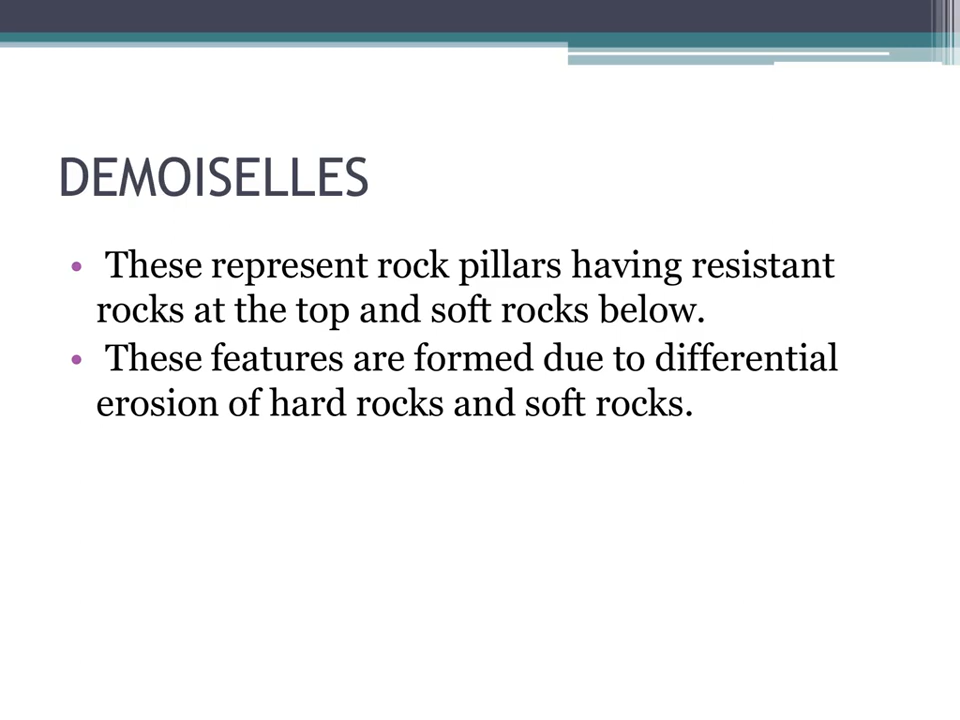 DEMOISELLES
• These represent rock pillars having resistant
rocks at the top and soft rocks below.
• These features are formed due to differential
erosion of hard rocks and soft rocks.